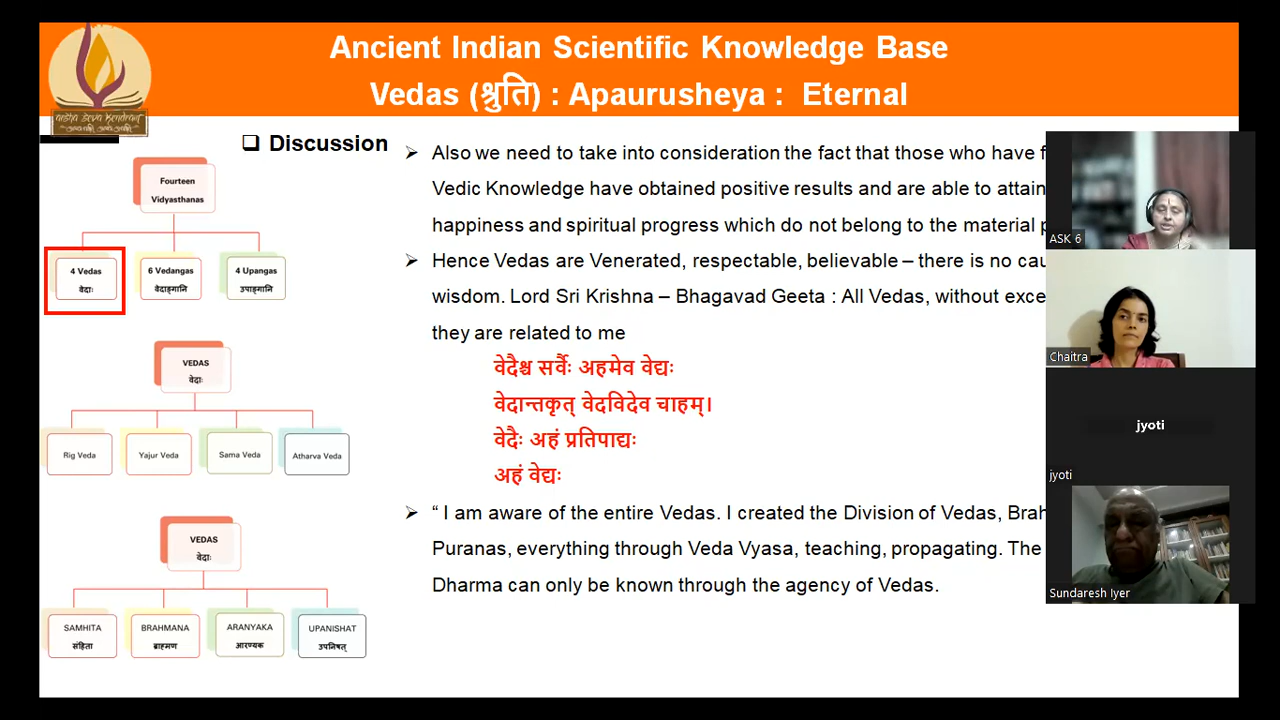 Ancient Indian Scientific Knowledge Base
Vedas (श्रुति) : Apaurusheya : Eternal
arsha seva kendram
❑ Discussion
Fourteen
Vidyasthanas
4 Vedas
वेदाः
6 Vedangas
वेदाङ्गानि
4 Upangas
उपाङ्गानि
VEDAS
वेदाः
Rig Veda
Yajur Veda
Sama Veda
Atharva Veda
VEDAS
वेदाः
SAMHITA
संहिता
BRAHMANA
ब्राह्मण
ARANYAKA
आरण्यक
UPANISHAT
उपनिषत्
➢ Also we need to take into consideration the fact that those who have f
Vedic Knowledge have obtained positive results and are able to attain
happiness and spiritual progress which do not belong to the material p
➢ Hence Vedas are Venerated, respectable, believable – there is no cau
wisdom. Lord Sri Krishna – Bhagavad Geeta : All Vedas, without exce
they are related to me
वेदैश्च सर्वैः अहमेव वेद्यः
वेदान्तकृत् वेदविदेव चाहम्।
वेदैः अहं प्रतिपाद्यः
अहं वेद्यः
➢ “ I am aware of the entire Vedas. I created the Division of Vedas, Brah
Puranas, everything through Veda Vyasa, teaching, propagating. The
Dharma can only be known through the agency of Vedas.
ASK 6
Chaitra
jyoti
jyoti
Sundaresh Iyer